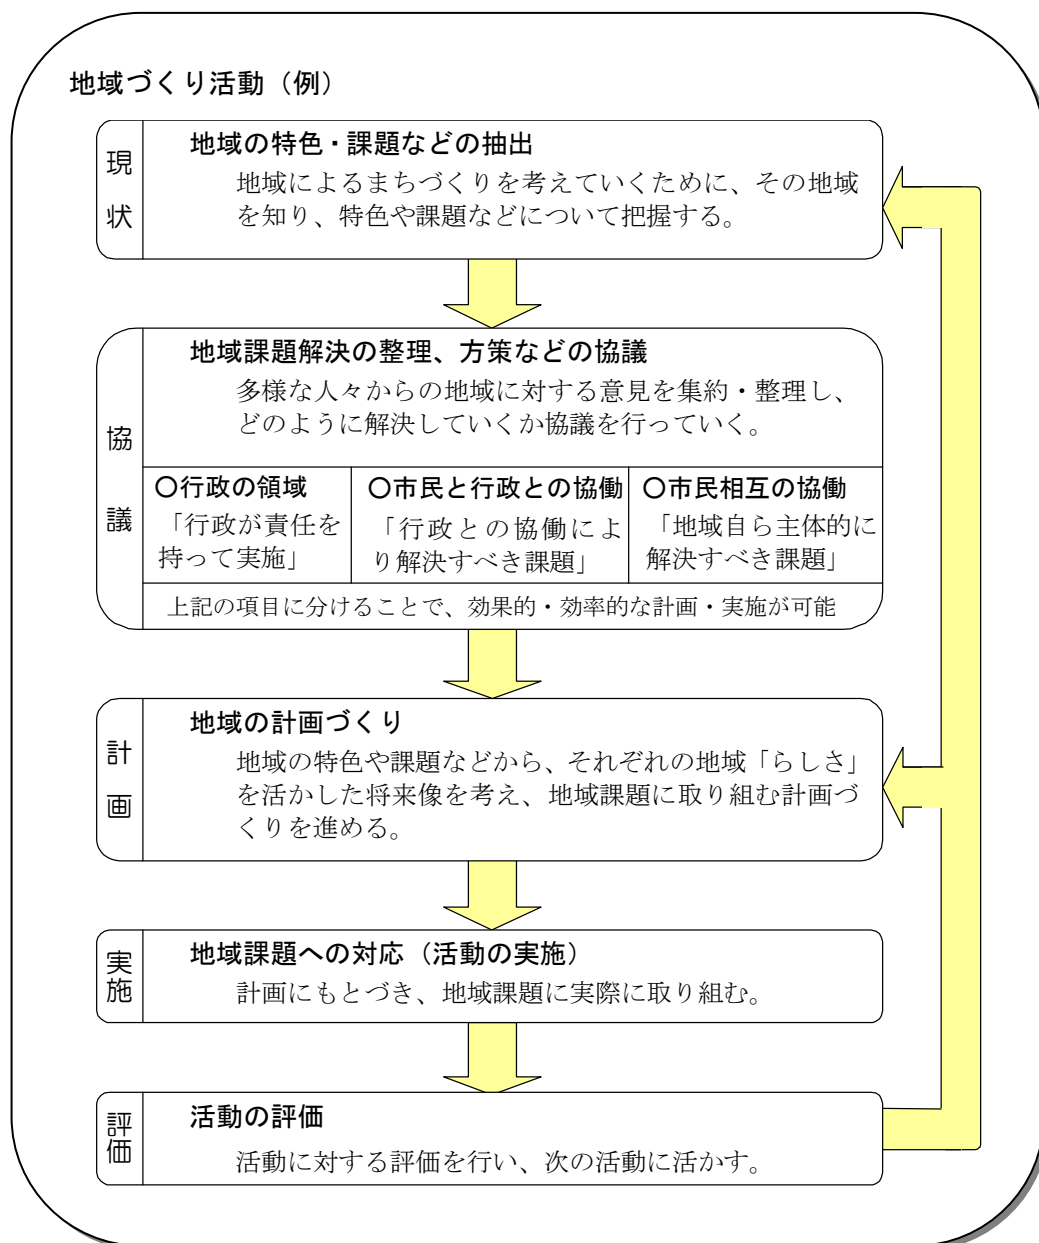 地域づくり活動（例）
現状
地域の特色・課題などの抽出
地域によるまちづくりを考えていくために、その地域
を知り、特色や課題などについて把握する。
協議
地域課題解決の整理、方策などの協議
多様な人々からの地域に対する意見を集約・整理し、
どのように解決していくか協議を行っていく。
○行政の領域
「行政が責任を
持って実施」
○市民と行政との協働
「行政との協働によ
り解決すべき課題」
○市民相互の協働
「地域自ら主体的に
解決すべき課題」
上記の項目に分けることで、効果的・効率的な計画・実施が可能
計画
地域の計画づくり
地域の特色や課題などから、それぞれの地域「らしさ」
を活かした将来像を考え、地域課題に取り組む計画づ
くりを進める。
実施
地域課題への対応（活動の実施）
計画にもとづき、地域課題に実際に取り組む。
評価
活動の評価
活動に対する評価を行い、次の活動に活かす。